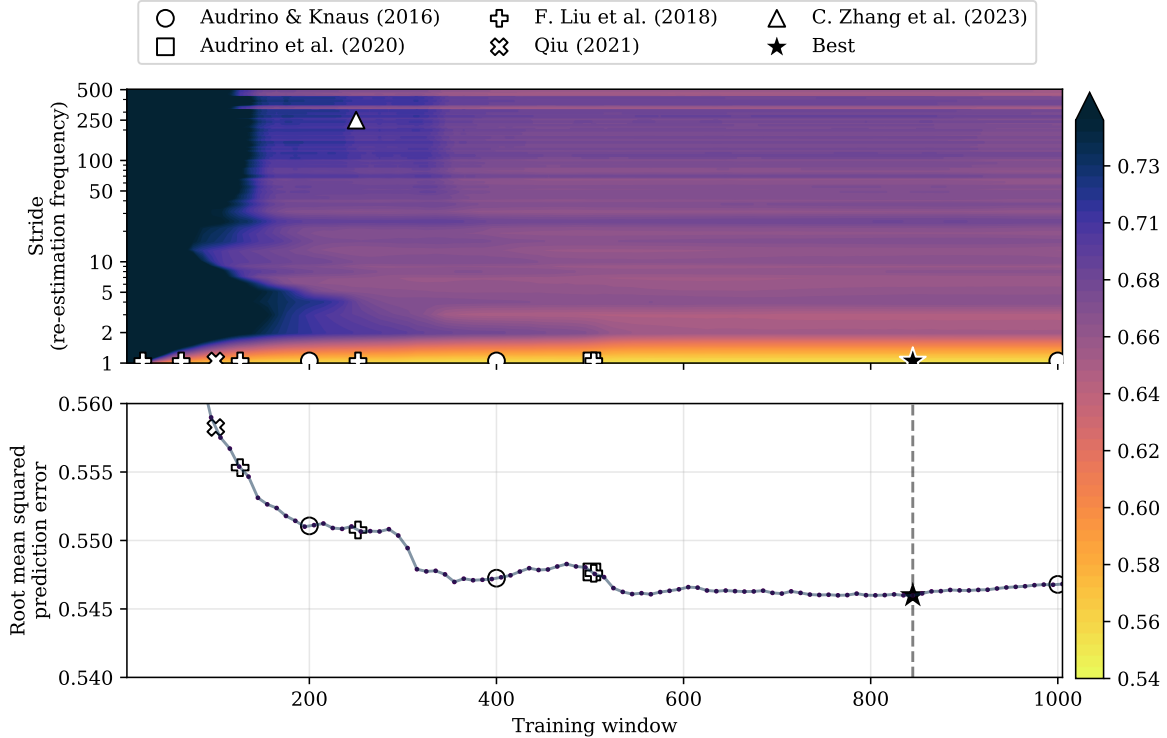 Audrino & Knaus (2016)
F. Liu et al. (2018)
C. Zhang et al. (2023)
Audrino et al. (2020)
Qiu (2021)
Best
Stride
(re-estimation frequency)
500
250
100
50
10
5
2
1
0.73
0.71
0.68
0.66
0.64
0.62
0.60
0.58
0.56
0.54
Root mean squared
prediction error
0.560
0.555
0.550
0.545
0.540
200
400
600
800
1000
Training window